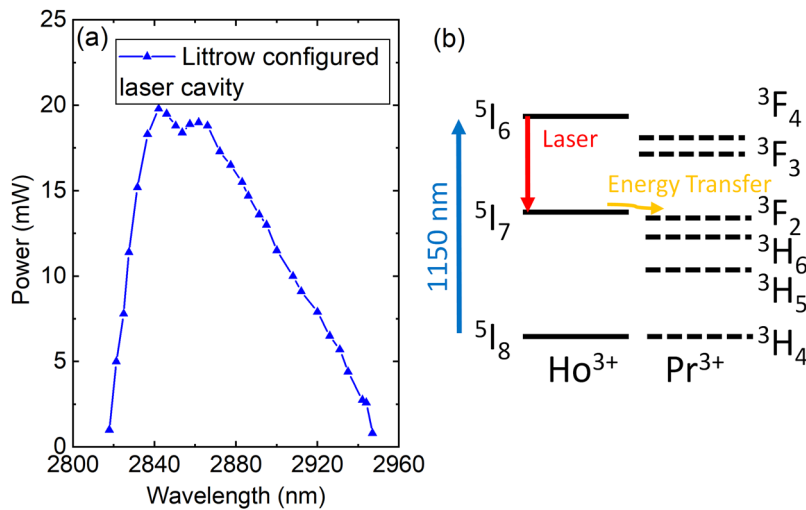 (a)
Littrow configured
laser cavity
Power (mW)
25
20
15
10
5
0
2800 2840 2880 2920 2960
Wavelength (nm)
(b)
1150 nm
⁵I₆
⁵I₇
⁵I₈
Laser
Energy Transfer
³F₄
³F₃
³F₂
³H₆
³H₅
³H₄
Ho³⁺ Pr³⁺